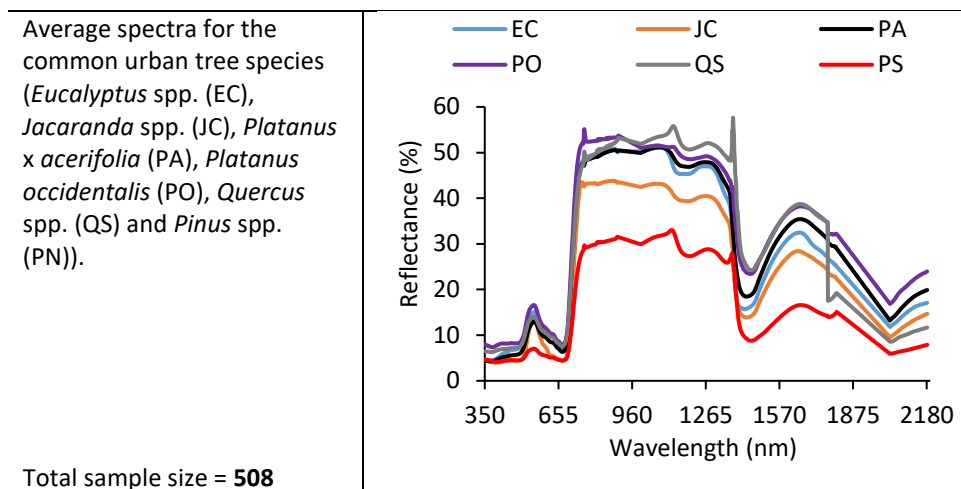 Average spectra for the
common urban tree species
(Eucalyptus spp. (EC),
Jacaranda spp. (JC), Platanus
x acerifolia (PA), Platanus
occidentalis (PO), Quercus
spp. (QS) and Pinus spp.
(PN)).
Total sample size = 508
EC JC PA
PO QS PS
Reflectance (%)
60
50
40
30
20
10
0
350 655 960 1265 1570 1875 2180
Wavelength (nm)